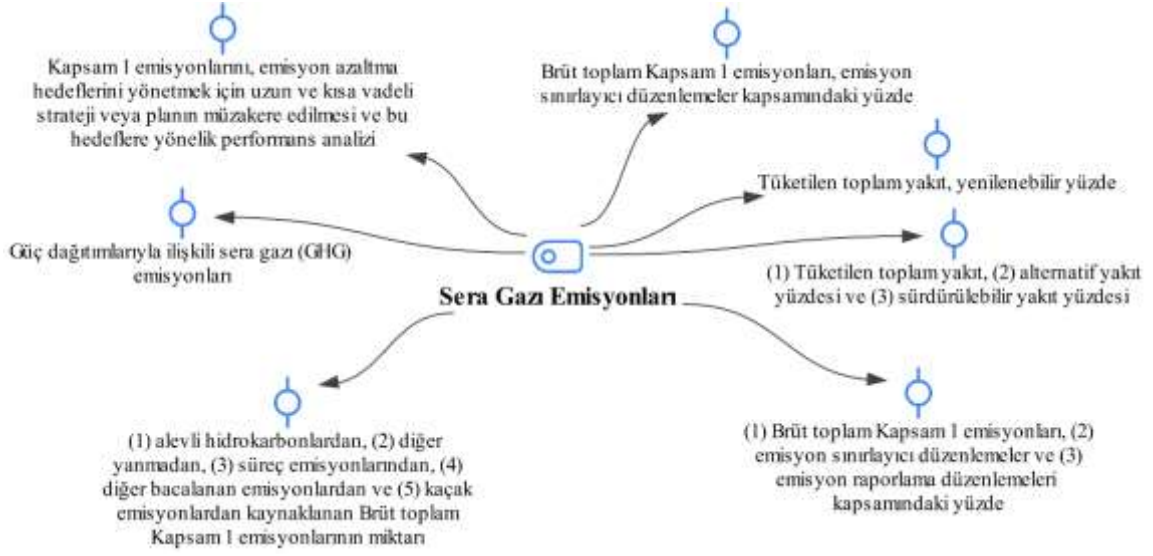 Kapsam 1 emisyonlarını, emisyon azaltma
hedeflerini yönetmek için uzun ve kısa vadeli
strateji veya planın müzakere edilmesi ve bu
hedeflere yönelik performans analizi
Brüt toplam Kapsam 1 emisyonları, emisyon
sınırlayıcı düzenlemeler kapsamındaki yüzde
Tüketilen toplam yakıt, yenilenebilir yüzde
Güç dağıtımlarıyla ilişkili sera gazı (GHG)
emisyonları
(1) Tüketilen toplam yakıt, (2) alternatif yakıt
yüzdesi ve (3) sürdürülebilir yakıt yüzdesi
Sera Gazı Emisyonları
(1) alevli hidrokarbonlardan, (2) diğer
yanmadan, (3) süreç emisyonlarından, (4)
diğer bacalanan emisyonlardan ve (5) kaçak
emisyonlardan kaynaklanan Brüt toplam
Kapsam 1 emisyonlarının miktarı
(1) Brüt toplam Kapsam 1 emisyonları, (2)
emisyon sınırlayıcı düzenlemeler ve (3)
emisyon raporlama düzenlemeleri
kapsamındaki yüzde